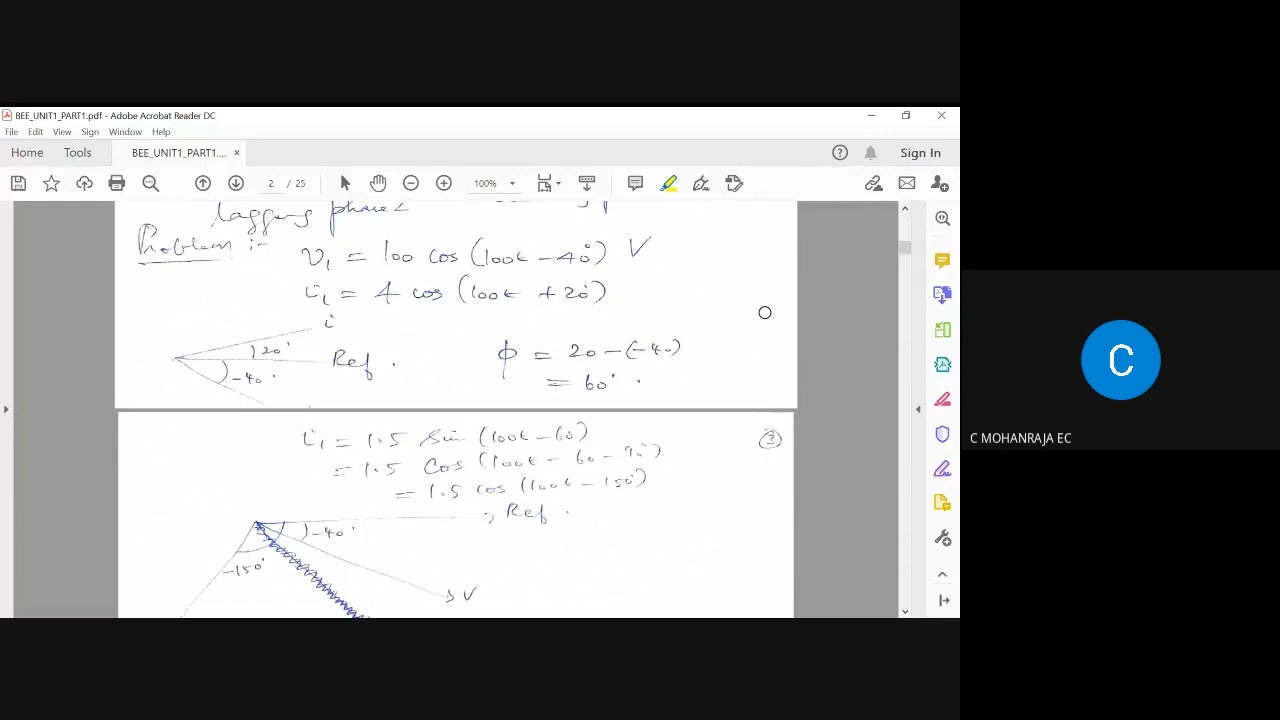 BEE_UNIT1_PART1.pdf - Adobe Acrobat Reader DC
File Edit View Sign Window Help
Home Tools BEE_UNIT1_PART1.... × Sign In
2 / 25 100%
lagging phase
Problem :-
v₁ = 100 cos (100t - 40°) V
i₁ = 4 cos (100t + 20°)
i
20°
Ref .
-40°
φ = 20 - (-40)
= 60° .
i₁ = 1.5 Sin (100t - 60)
③
= 1.5 cos (100t - 60 - 90°)
= 1.5 cos (100t - 150°)
Ref .
-40°
-150°
V
C
C MOHANRAJA EC